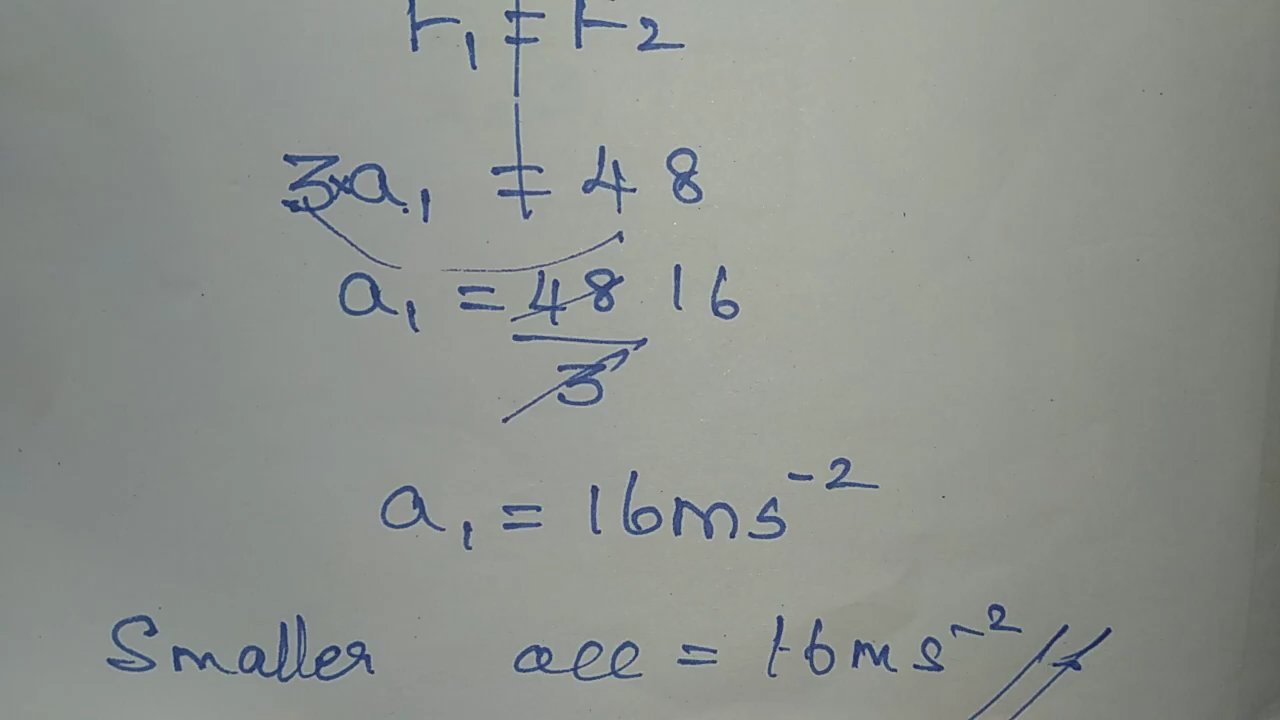 F₁ = F₂
3×a₁ = 48
a₁ = 48 16
3
a₁ = 16ms⁻²
Smaller acc = 16ms⁻²